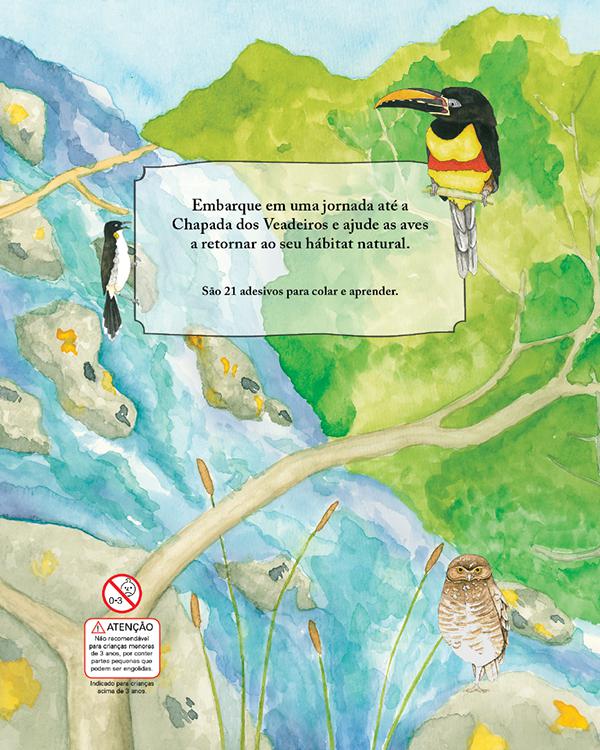 Embarque em uma jornada até a
Chapada dos Veadeiros e ajude as aves
a retornar ao seu hábitat natural.
São 21 adesivos para colar e aprender.
0-3
ATENÇÃO
Não recomendável
para crianças menores
de 3 anos, por conter
partes pequenas que
podem ser engolidas.
Indicado para crianças
acima de 3 anos.